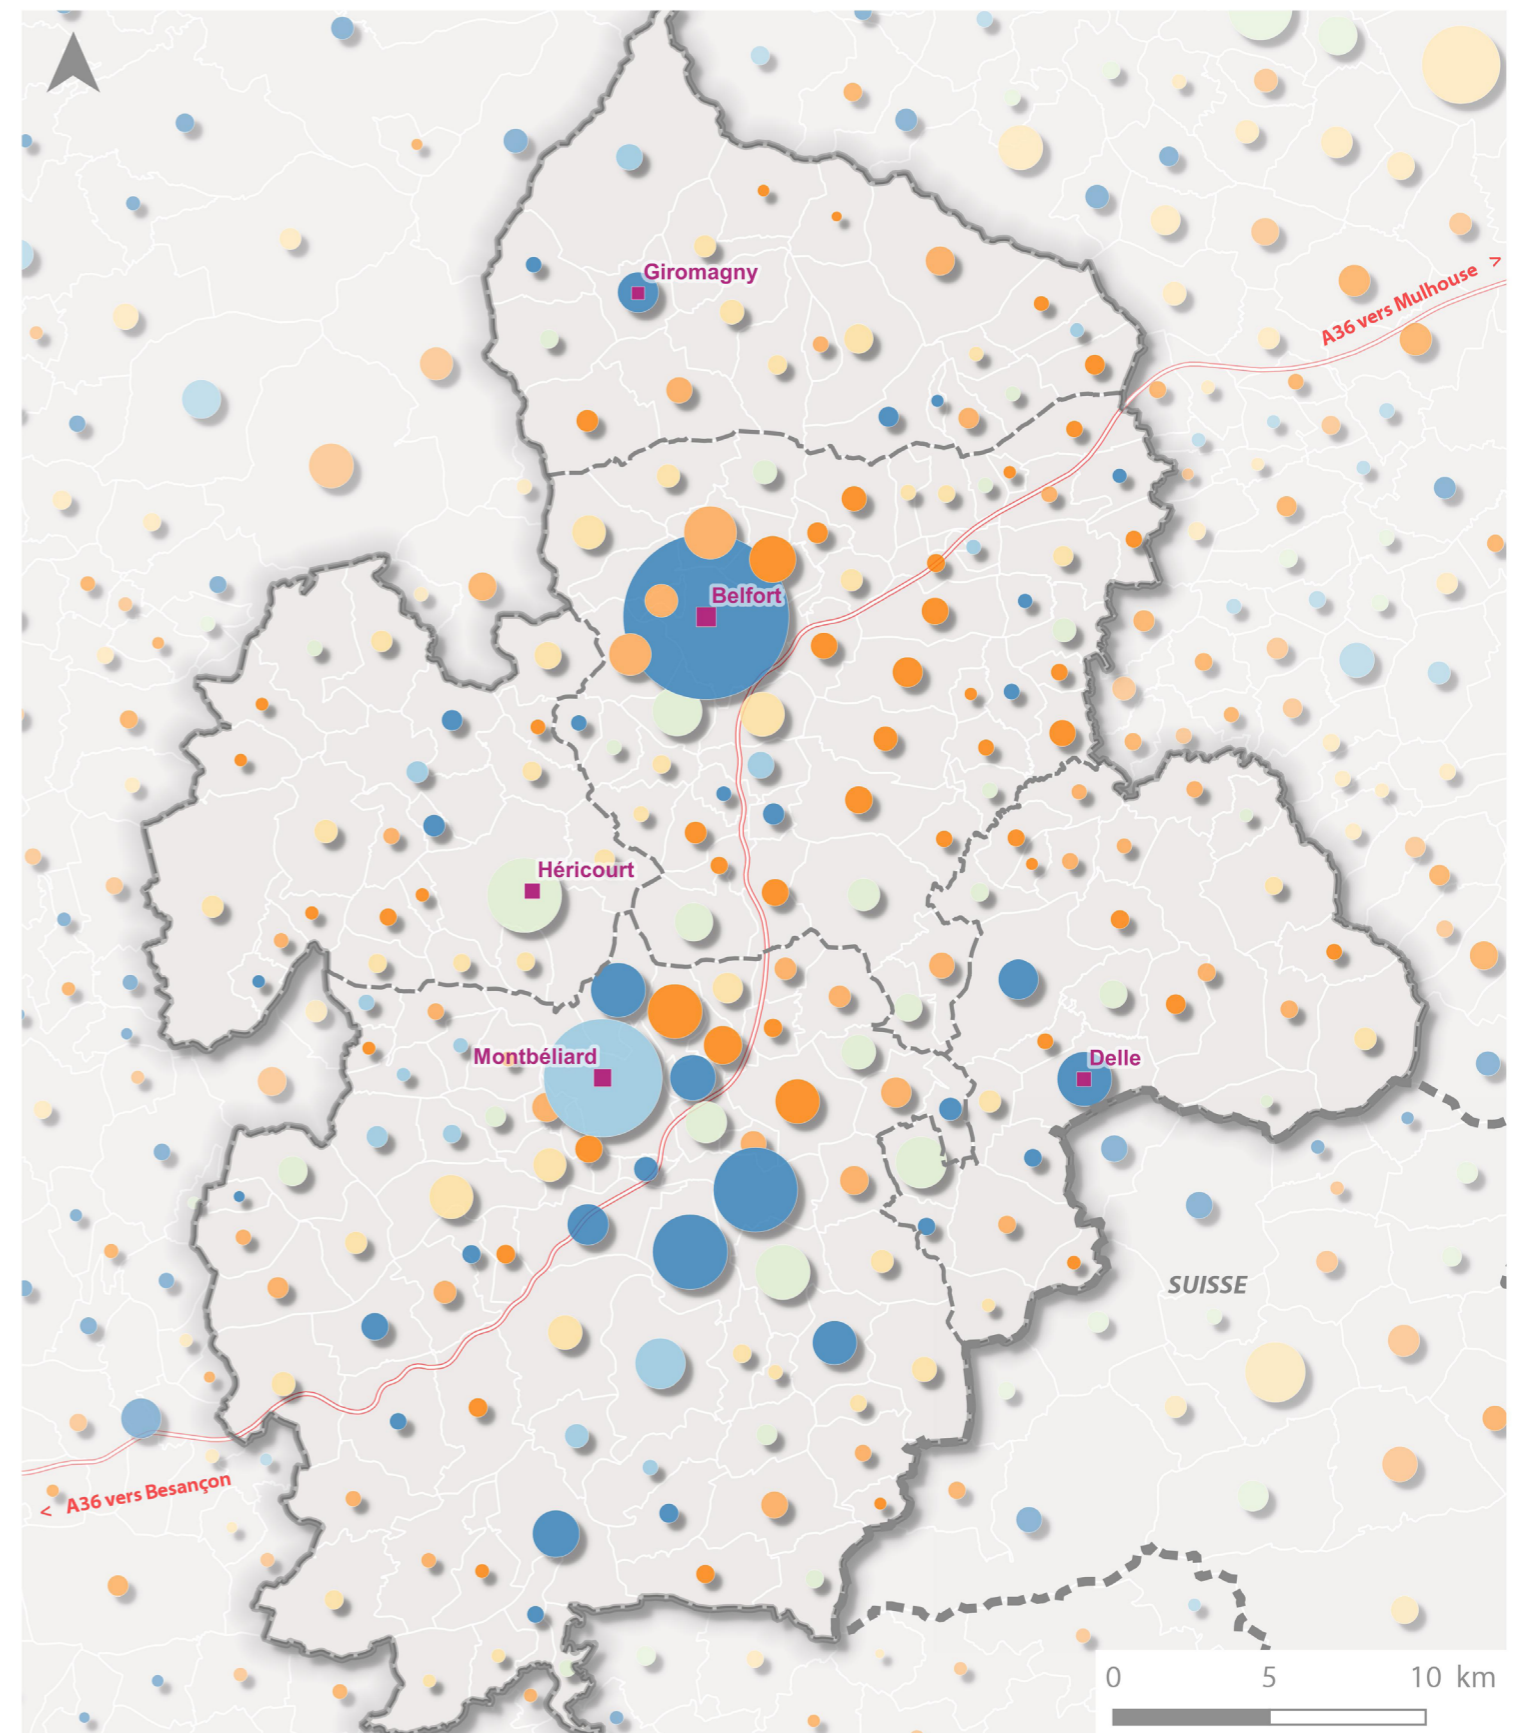 Giromagny
A36 vers Mulhouse >
Belfort
Héricourt
Montbéliard
Delle
SUISSE
< A36 vers Besançon
0 5 10 km